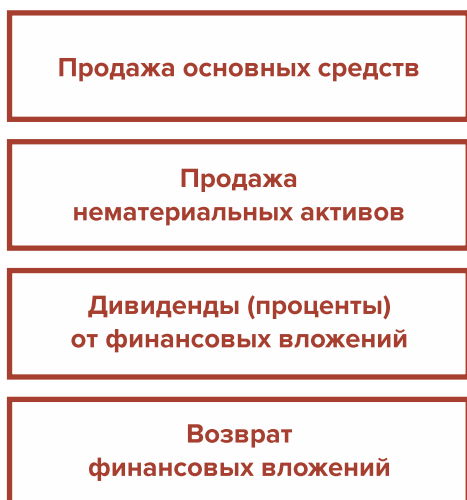 Продажа основных средств
Продажа
нематериальных активов
Дивиденды (проценты)
от финансовых вложений
Возврат
финансовых вложений